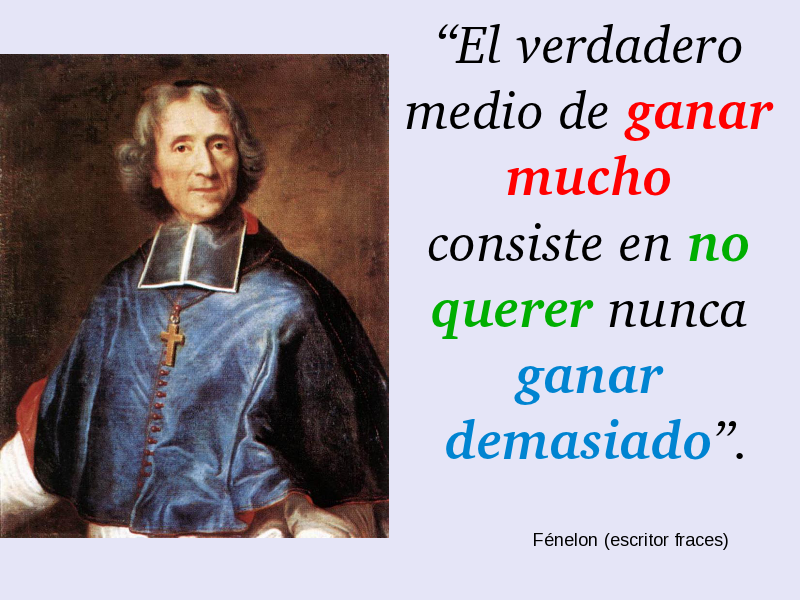 “El verdadero
medio de ganar
mucho
consiste en no
querer nunca
ganar
demasiado”.
Fénelon (escritor fraces)